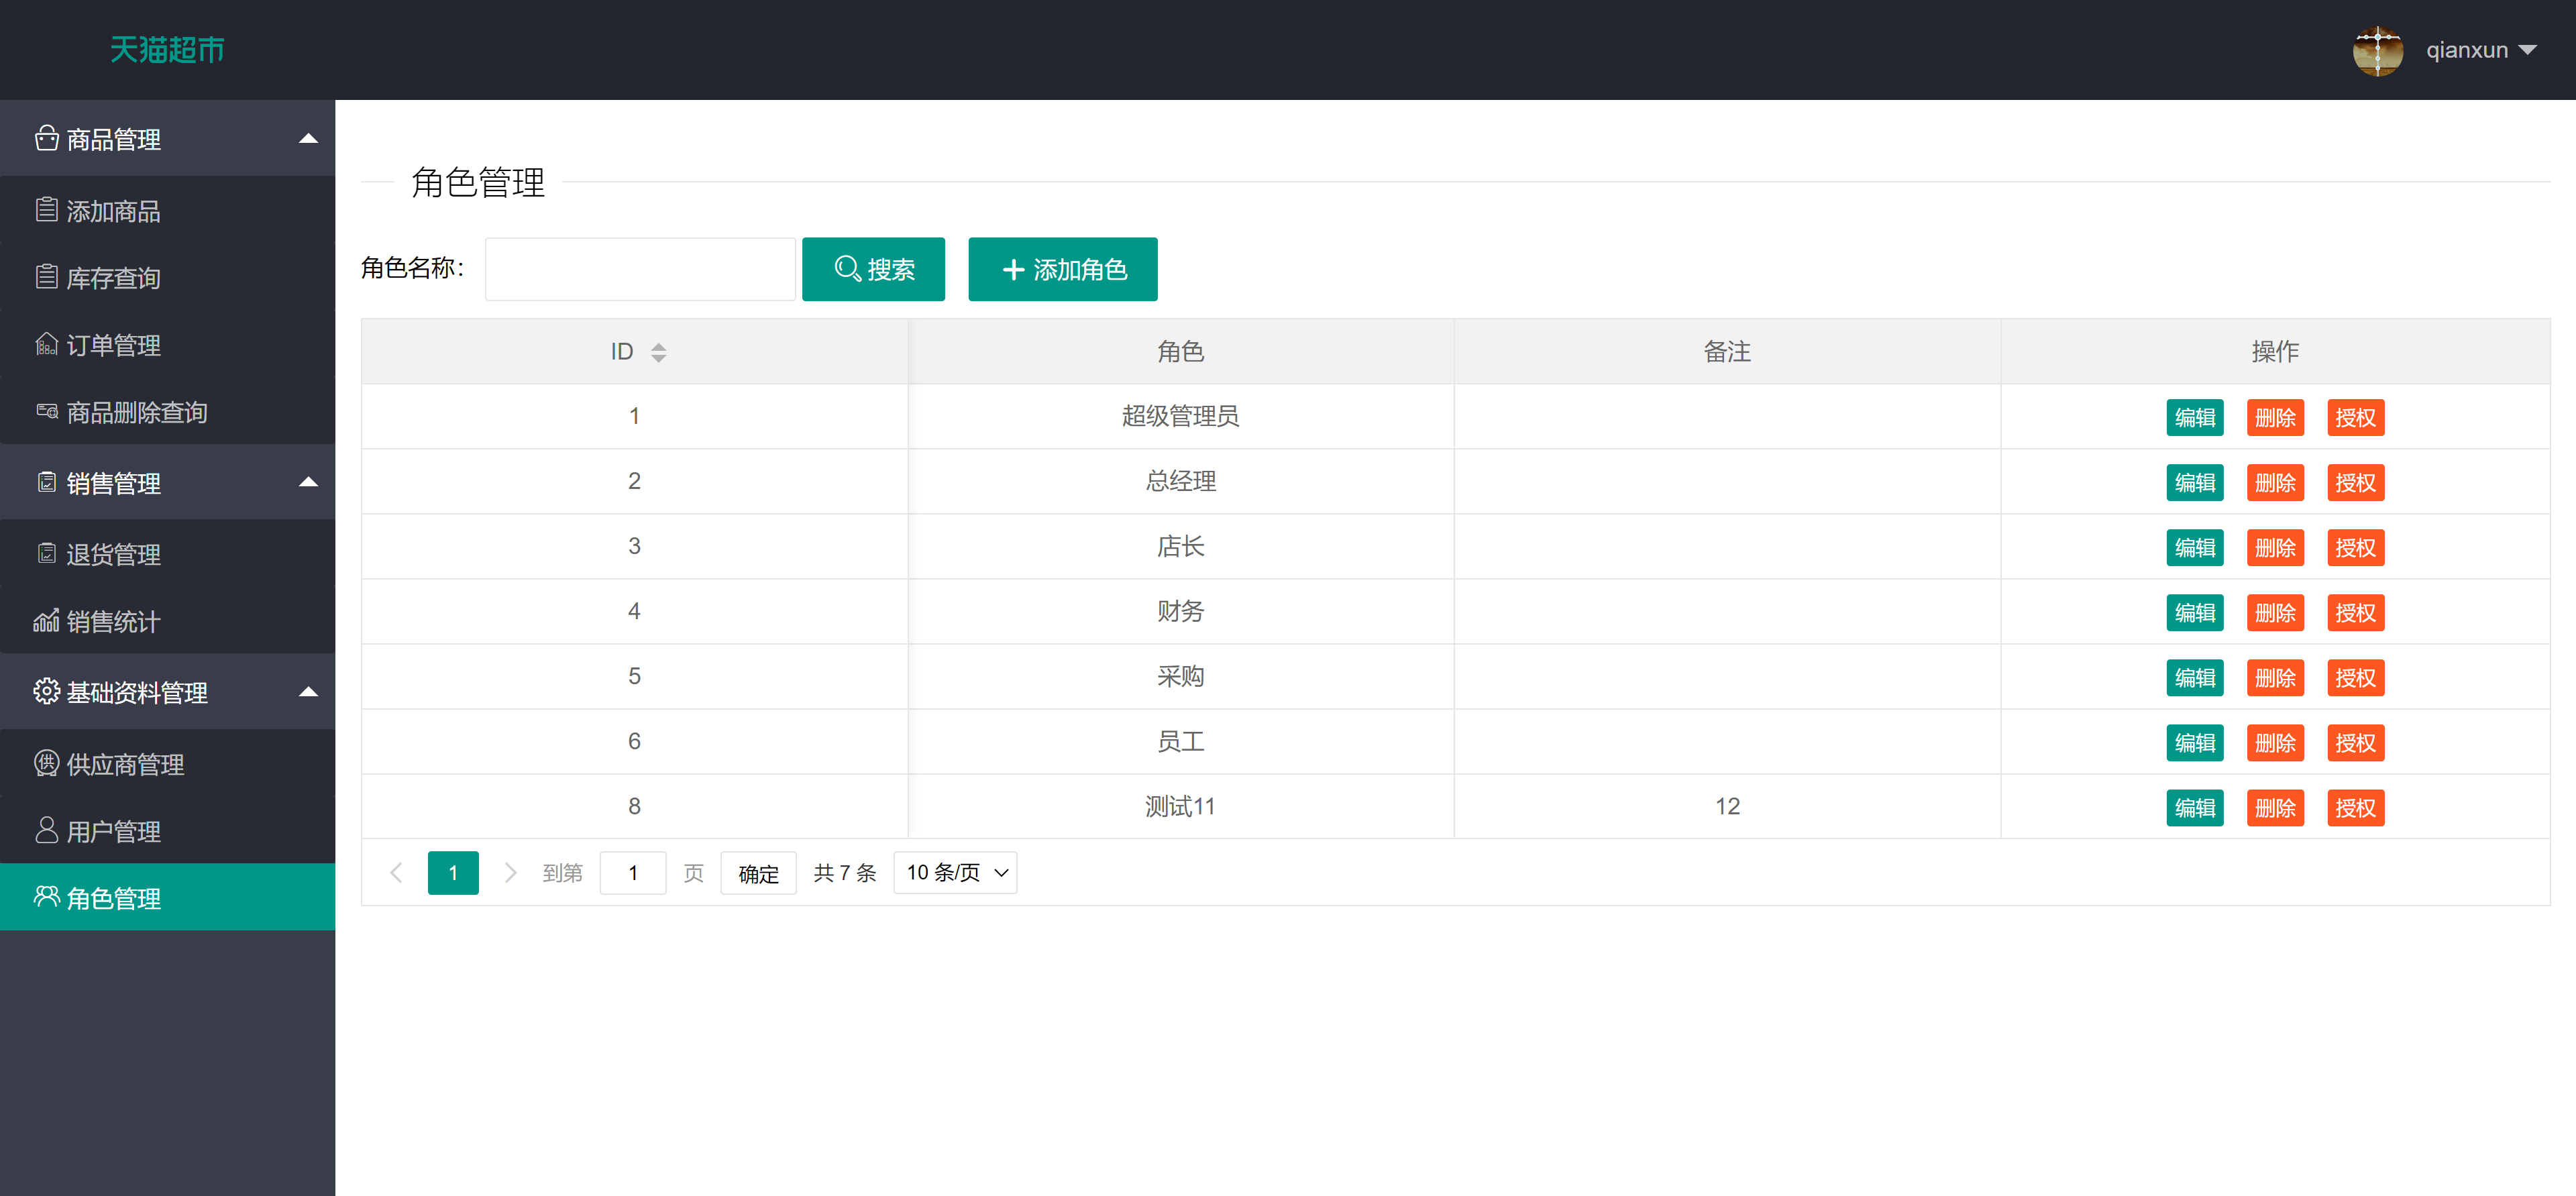 天猫超市
qianxun
商品管理
添加商品
库存查询
订单管理
商品删除查询
销售管理
退货管理
销售统计
基础资料管理
供 供应商管理
用户管理
角色管理
角色管理
角色名称： 搜索 添加角色
ID 角色 备注 操作
1 超级管理员 编辑 删除 授权
2 总经理 编辑 删除 授权
3 店长 编辑 删除 授权
4 财务 编辑 删除 授权
5 采购 编辑 删除 授权
6 员工 编辑 删除 授权
8 测试11 12 编辑 删除 授权
1 到第 1 页 确定 共 7 条 10 条/页